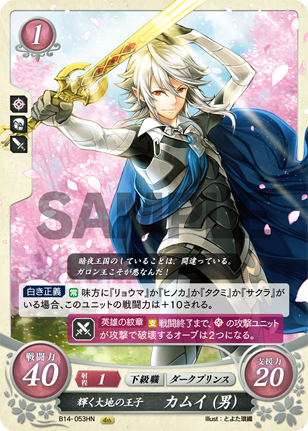 1
SAMPLE
暗夜王国のしていることは、間違っている。
ガロン王こそが悪なんだ!
白き正義 常 味方に『リョウマ』か『ヒノカ』か『タクミ』か『サクラ』が
いる場合、このユニットの戦闘力は+10される。
英雄の紋章 支 戦闘終了まで、の攻撃ユニット
が攻撃で破壊するオーブは2つになる。
戦闘力
40
射程 1
下級職
ダークプリンス
支援力
20
輝く大地の王子
カムイ(男)
B14-053HN
Illust:とよた瑣織